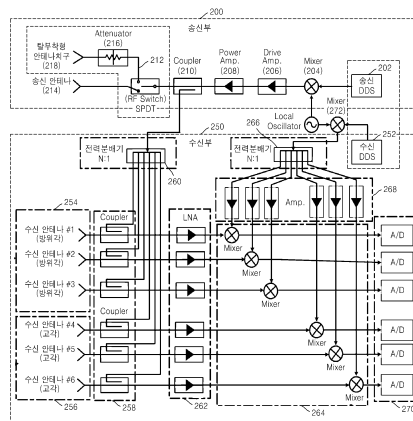 200
송신부
탈부착형
안테나치구
(218)
Attenuator
(216)
212
송신 안테나
(214)
(RF Switch)
SPDT
Coupler
(210)
Power
Amp.
(208)
Drive
Amp.
(206)
Mixer
(204)
202
송신
DDS
Local
Oscillator
Mixer
(272)
252
수신
DDS
250
수신부
전력분배기
N:1
260
266
전력분배기
N:1
268
Amp.
254
Coupler
LNA
수신 안테나 #1
(방위각)
수신 안테나 #2
(방위각)
수신 안테나 #3
(방위각)
Coupler
수신 안테나 #4
(고각)
수신 안테나 #5
(고각)
수신 안테나 #6
(고각)
Mixer
Mixer
Mixer
Mixer
Mixer
Mixer
A/D
A/D
A/D
A/D
A/D
A/D
256
258
262
264
270